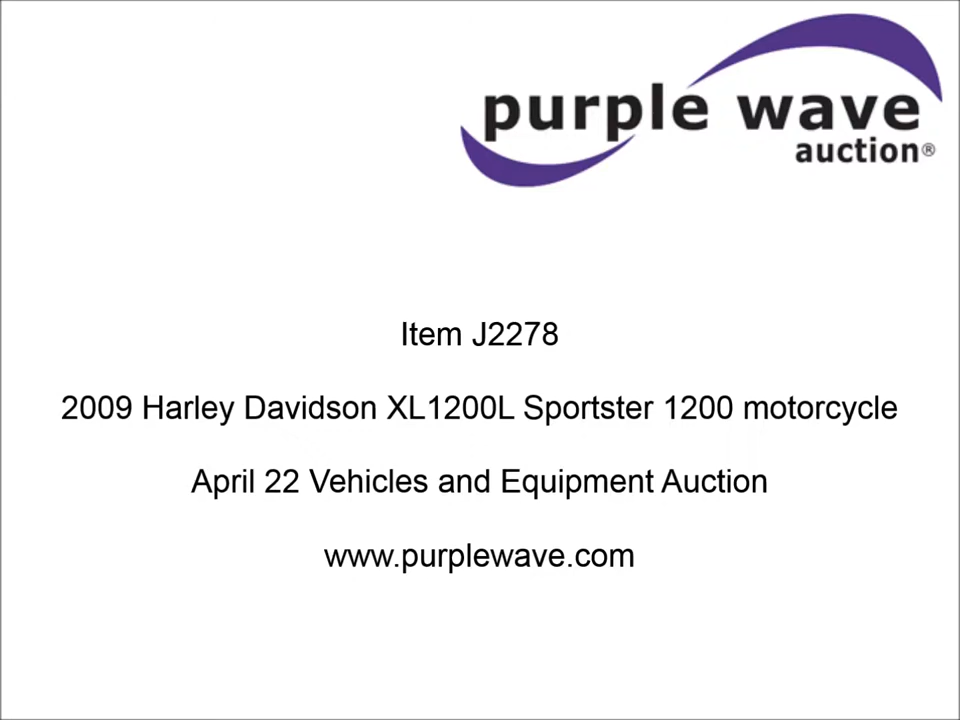 purple wave
auction®
Item J2278
2009 Harley Davidson XL1200L Sportster 1200 motorcycle
April 22 Vehicles and Equipment Auction
www.purplewave.com